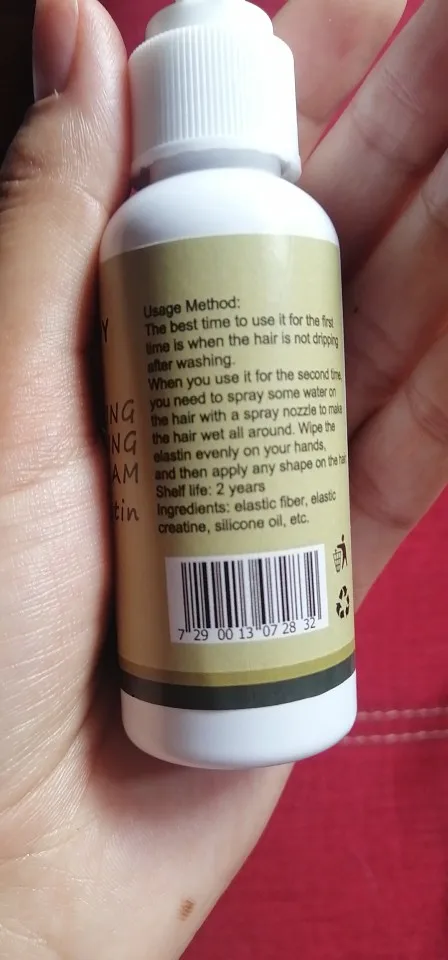 Y
NG
NG
AM
tin
Usage Method:
The best time to use it for the first
time is when the hair is not dripping
after washing.
When you use it for the second time,
you need to spray some water on
the hair with a spray nozzle to make
the hair wet all around. Wipe the
elastin evenly on your hands,
and then apply any shape on the hair
Shelf life: 2 years
Ingredients: elastic fiber, elastic
creatine, silicone oil, etc.
7 29 00 13 07 28 32